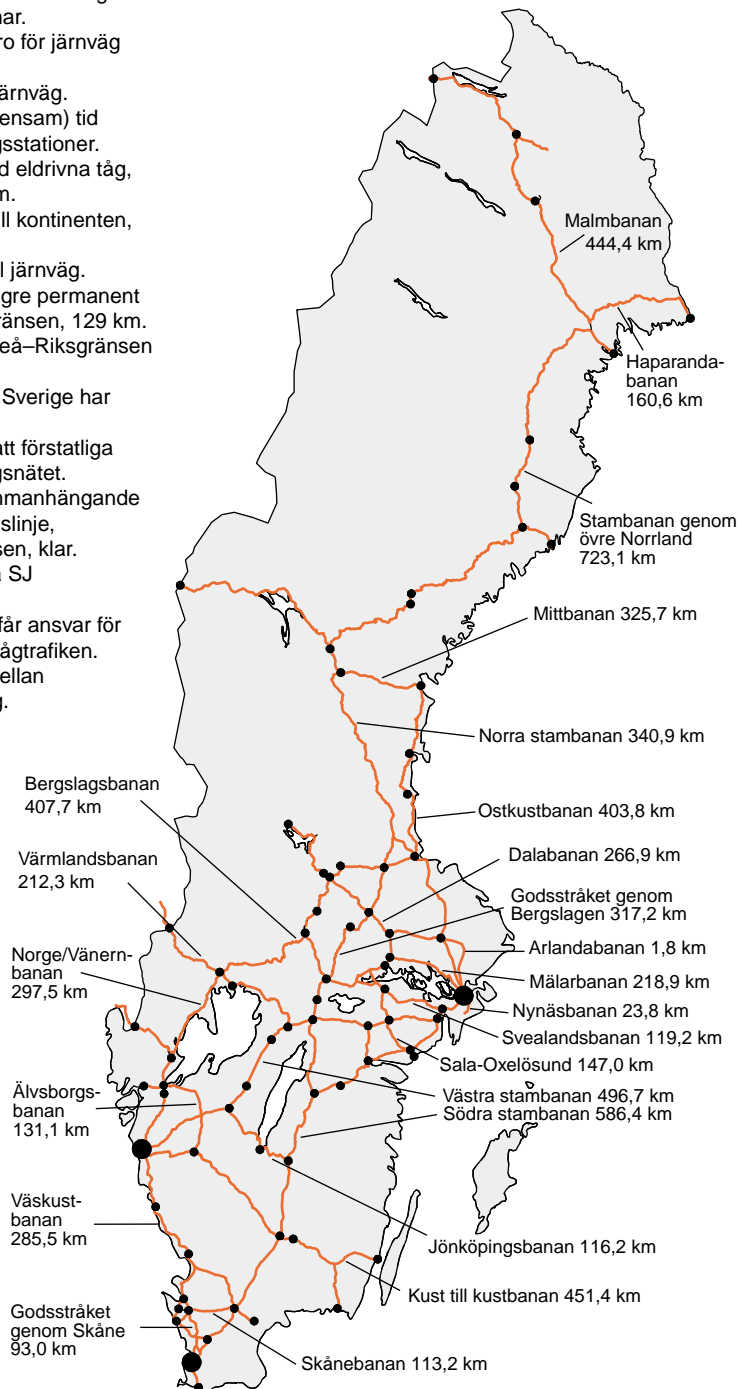 nar.
ro för järnväg
ärnväg.
ensam) tid
gsstationer.
d eldrivna tåg,
m.
ill kontinenten,
l järnväg.
gre permanent
ränsen, 129 km.
eå–Riksgränsen
Sverige har
att förstatliga
gsnätet.
nmanhängande
slinje,
sen, klar.
a SJ
får ansvar för
ågtrafiken.
ellan
g.
Malmbanan
444,4 km
Haparanda-
banan
160,6 km
Stambanan genom
övre Norrland
723,1 km
Mittbanan 325,7 km
Norra stambanan 340,9 km
Bergslagsbanan
407,7 km
Ostkustbanan 403,8 km
Värmlandsbanan
212,3 km
Dalabanan 266,9 km
Godsstråket genom
Bergslagen 317,2 km
Norge/Vänern-
banan
297,5 km
Arlandabanan 1,8 km
Mälarbanan 218,9 km
Nynäsbanan 23,8 km
Svealandsbanan 119,2 km
Sala-Oxelösund 147,0 km
Älvsborgs-
banan
131,1 km
Västra stambanan 496,7 km
Södra stambanan 586,4 km
Väskust-
banan
285,5 km
Jönköpingsbanan 116,2 km
Kust till kustbanan 451,4 km
Godsstråket
genom Skåne
93,0 km
Skånebanan 113,2 km